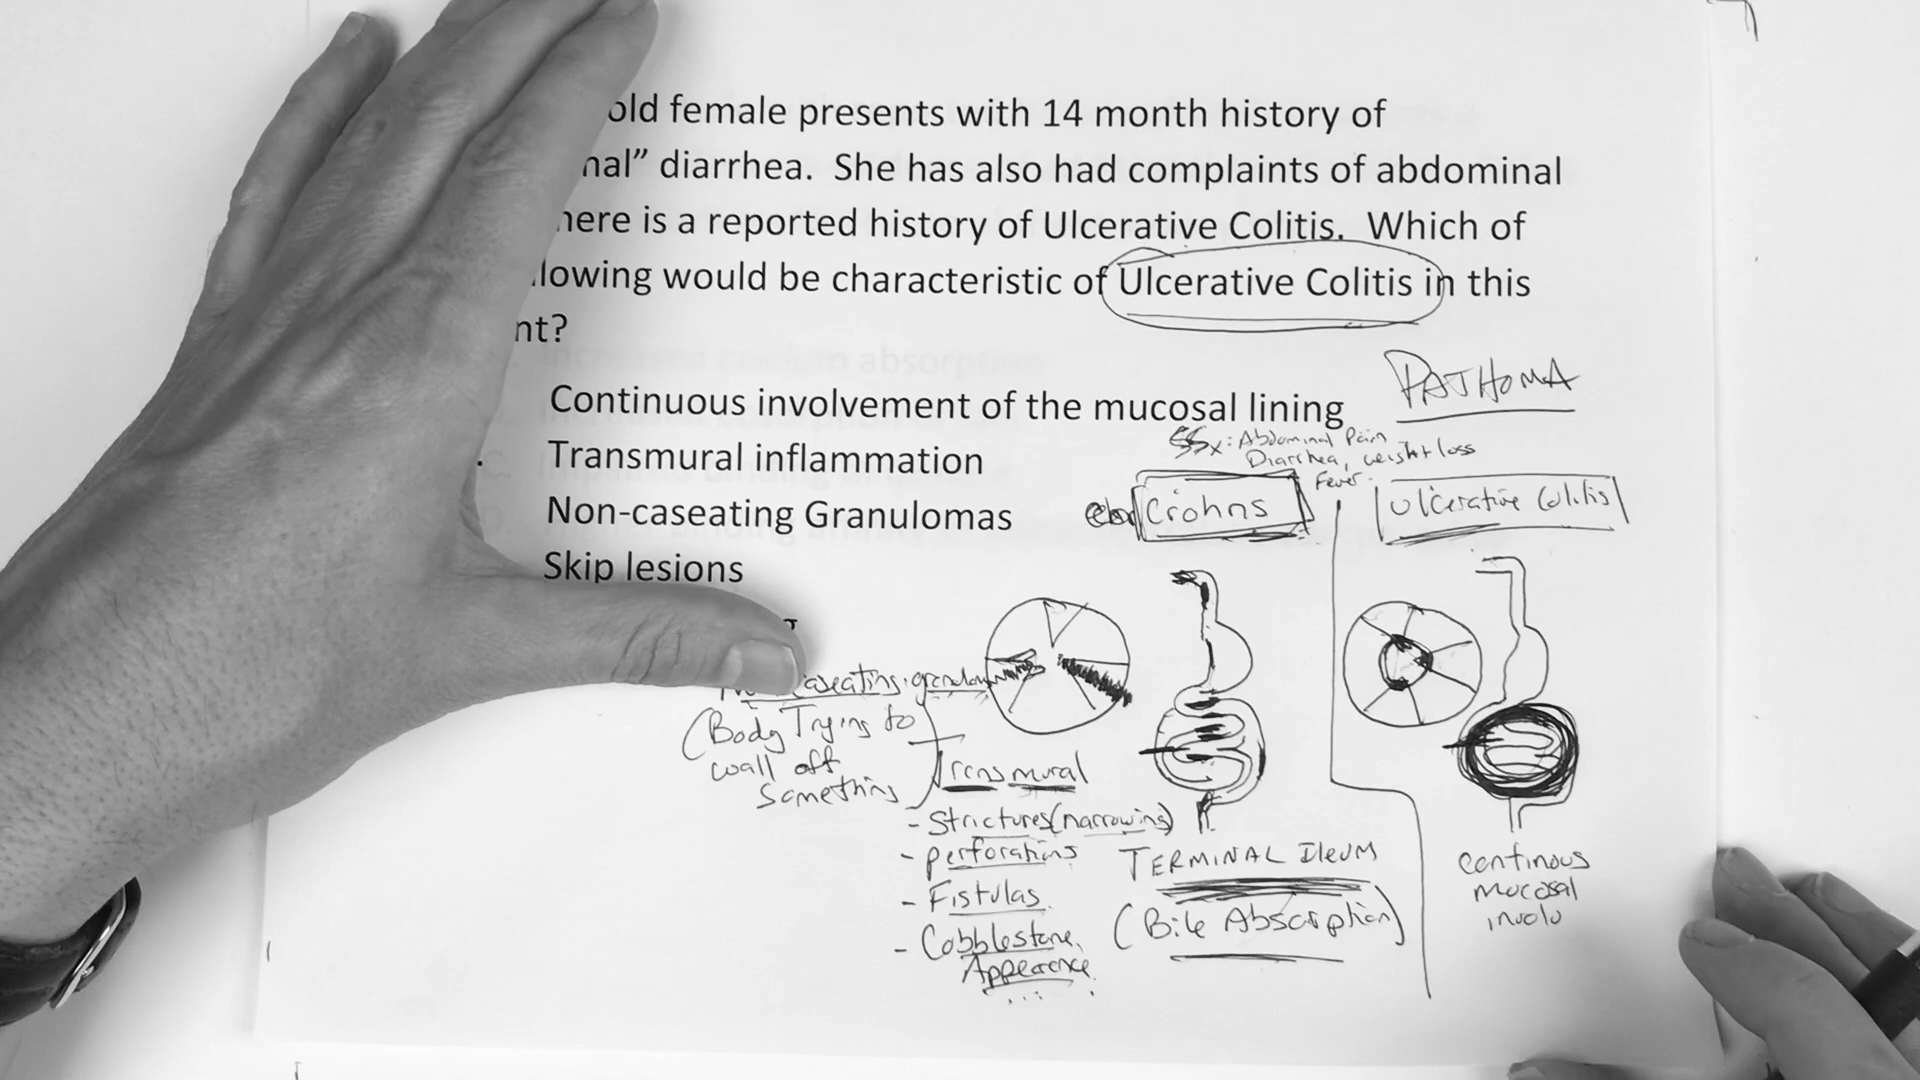 old female presents with 14 month history of
nal” diarrhea. She has also had complaints of abdominal
here is a reported history of Ulcerative Colitis. Which of
lowing would be characteristic of Ulcerative Colitis in this
nt?
Continuous involvement of the mucosal lining
Transmural inflammation
Non-caseating Granulomas
Skip lesions
PATHOMA
SSx: Abdominal Pain
Diarrhea, weight loss
Fever
Crohns
Ulcerative Colitis
caseating granulom
(Body Trying to
wall off
Something
Transmural
- Strictures (narrowing)
- perforations
- Fistulas
- Cobblestone
Appearence
TERMINAL ILEUM
(Bile Absorption)
continous
mucosal
involv